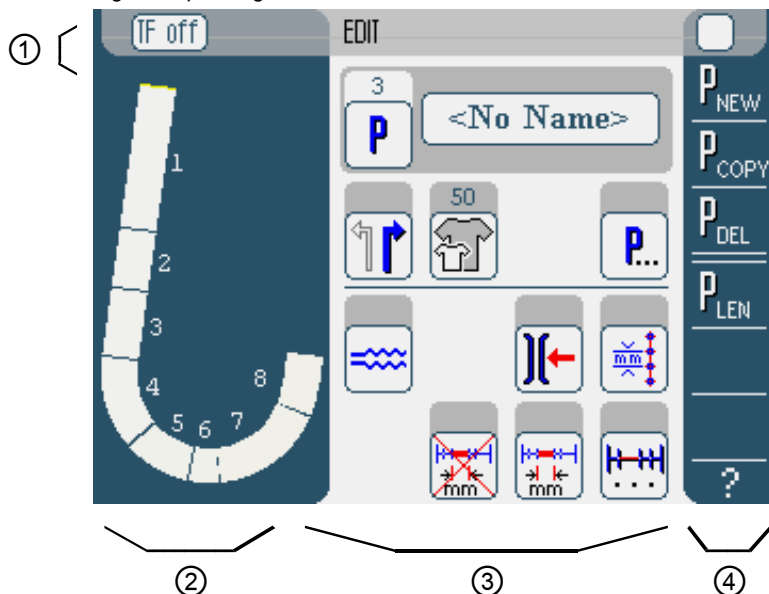 ①
TF off
EDIT
3
P
<No Name>
P NEW
P COPY
P DEL
P LEN
50
P...
mm
mm
mm
...
1
2
3
4
5
6
7
8
?
②
③
④